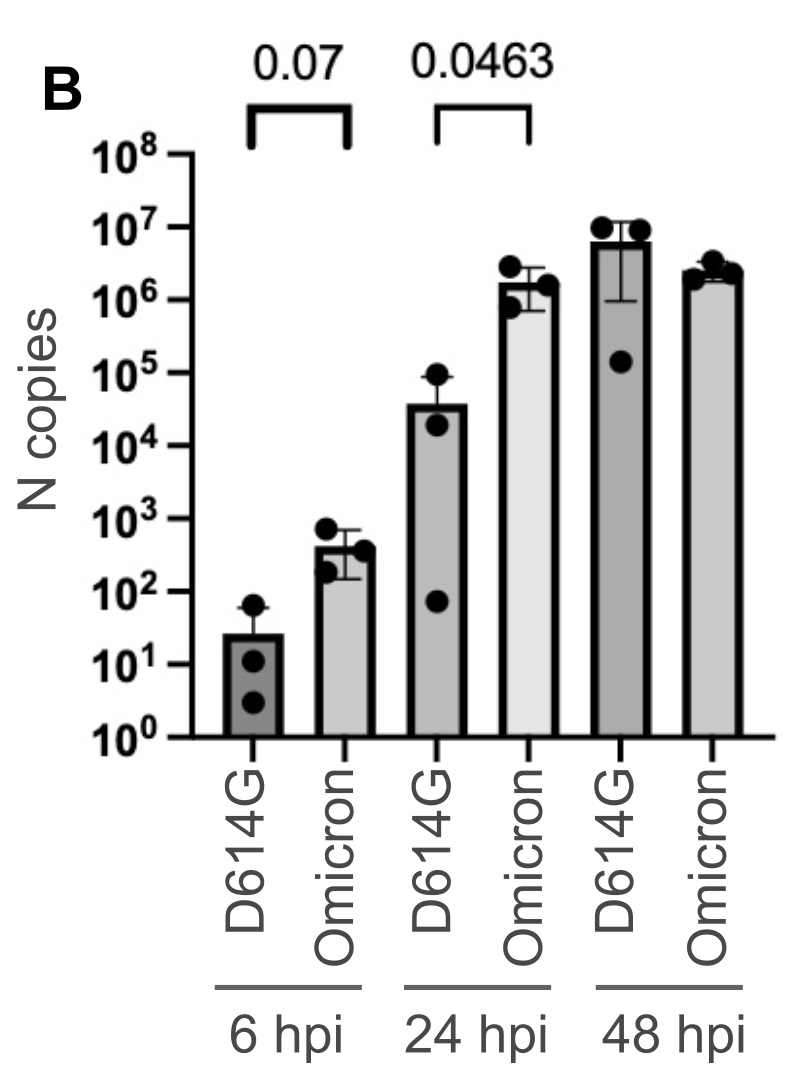 B
0.07 0.0463
N copies
10⁸
10⁷
10⁶
10⁵
10⁴
10³
10²
10¹
10⁰
D614G Omicron D614G Omicron D614G Omicron
6 hpi 24 hpi 48 hpi